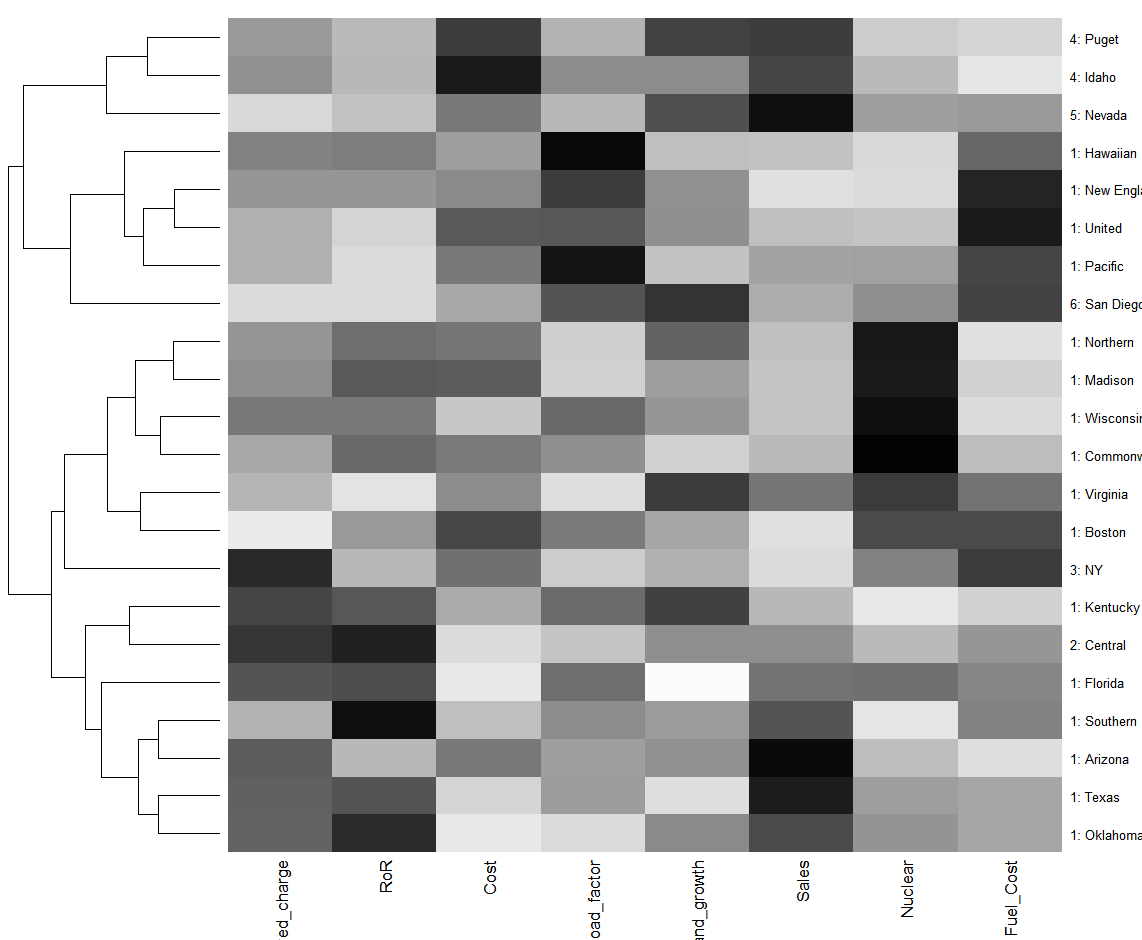 4: Puget
4: Idaho
5: Nevada
1: Hawaiian
1: New Engla
1: United
1: Pacific
6: San Diego
1: Northern
1: Madison
1: Wisconsin
1: Commonw
1: Virginia
1: Boston
3: NY
1: Kentucky
2: Central
1: Florida
1: Southern
1: Arizona
1: Texas
1: Oklahoma
ed_charge
RoR
Cost
oad_factor
and_growth
Sales
Nuclear
Fuel_Cost